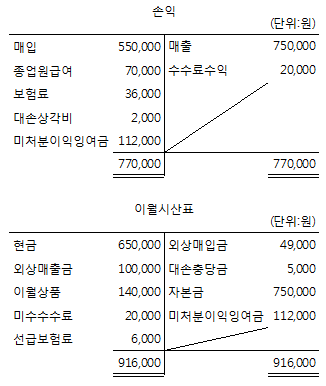 손익
(단위:원)
매입 550,000 매출 750,000
종업원급여 70,000 수수료수익 20,000
보험료 36,000
대손상각비 2,000
미처분이익잉여금 112,000
770,000 770,000
이월시산표
(단위:원)
현금 650,000 외상매입금 49,000
외상매출금 100,000 대손충당금 5,000
이월상품 140,000 자본금 750,000
미수수수료 20,000 미처분이익잉여금 112,000
선급보험료 6,000
916,000 916,000